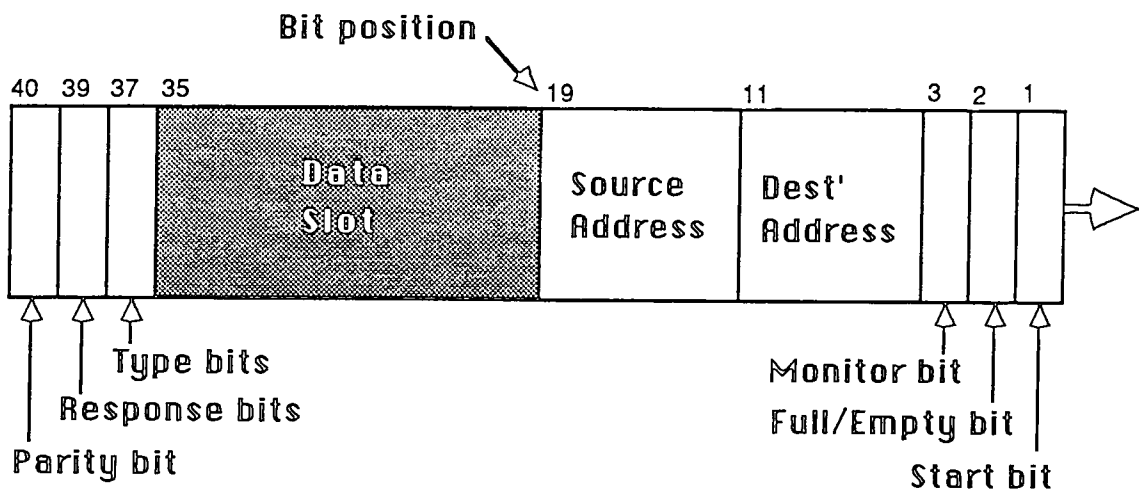 Bit position
40 39 37 35 19 11 3 2 1
Data
Slot
Source
Address
Dest'
Address
Type bits
Response bits
Parity bit
Monitor bit
Full/Empty bit
Start bit